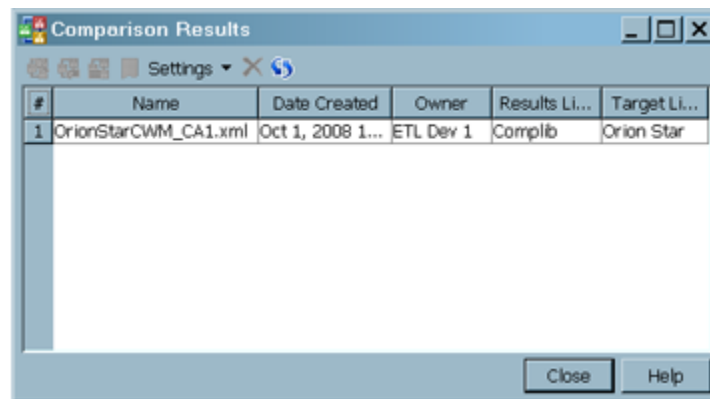 Comparison Results
Settings
# Name Date Created Owner Results Li... Target Li...
1 OrionStarCWM_CA1.xml Oct 1, 2008 1... ETL Dev 1 Complib Orion Star
Close Help